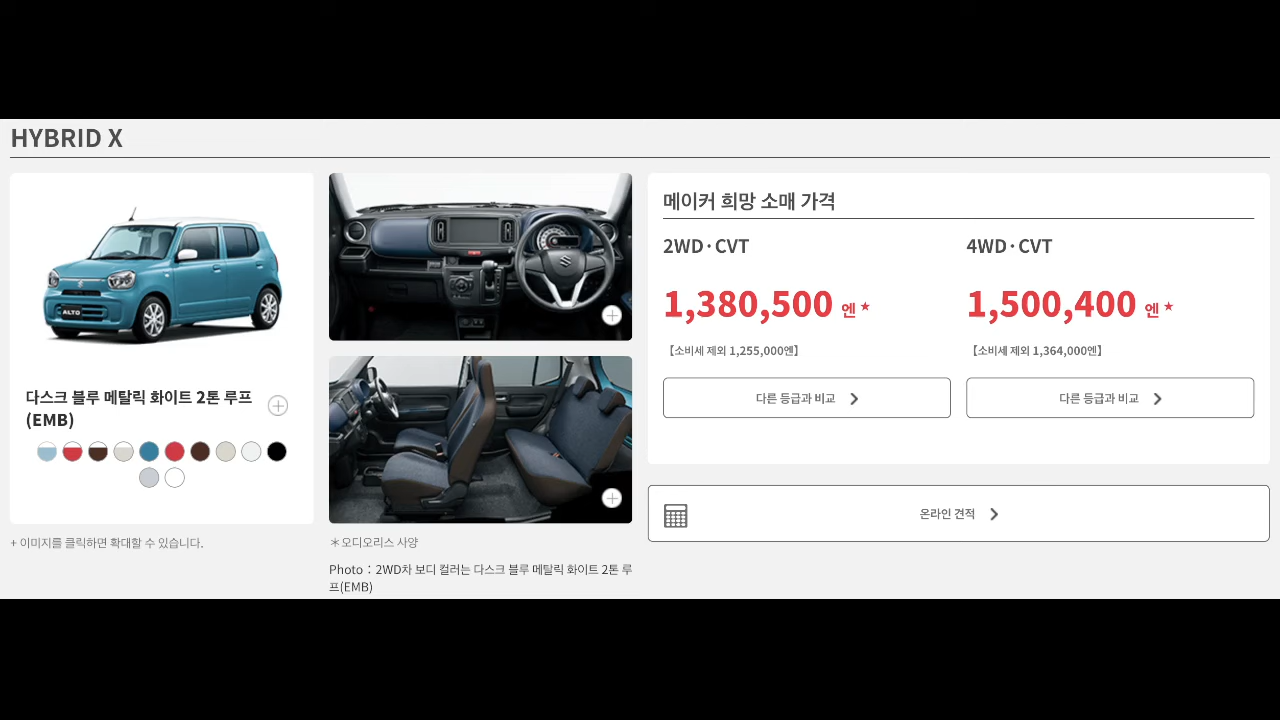 HYBRID X
ALTO
다스크 블루 메탈릭 화이트 2톤 루프
(EMB)
+ 이미지를 클릭하면 확대할 수 있습니다.
＊오디오리스 사양
Photo：2WD차 보디 컬러는 다스크 블루 메탈릭 화이트 2톤 루
프(EMB)
메이커 희망 소매 가격
2WD·CVT
1,380,500 엔 ★
【소비세 제외 1,255,000엔】
다른 등급과 비교
4WD·CVT
1,500,400 엔 ★
【소비세 제외 1,364,000엔】
다른 등급과 비교
온라인 견적